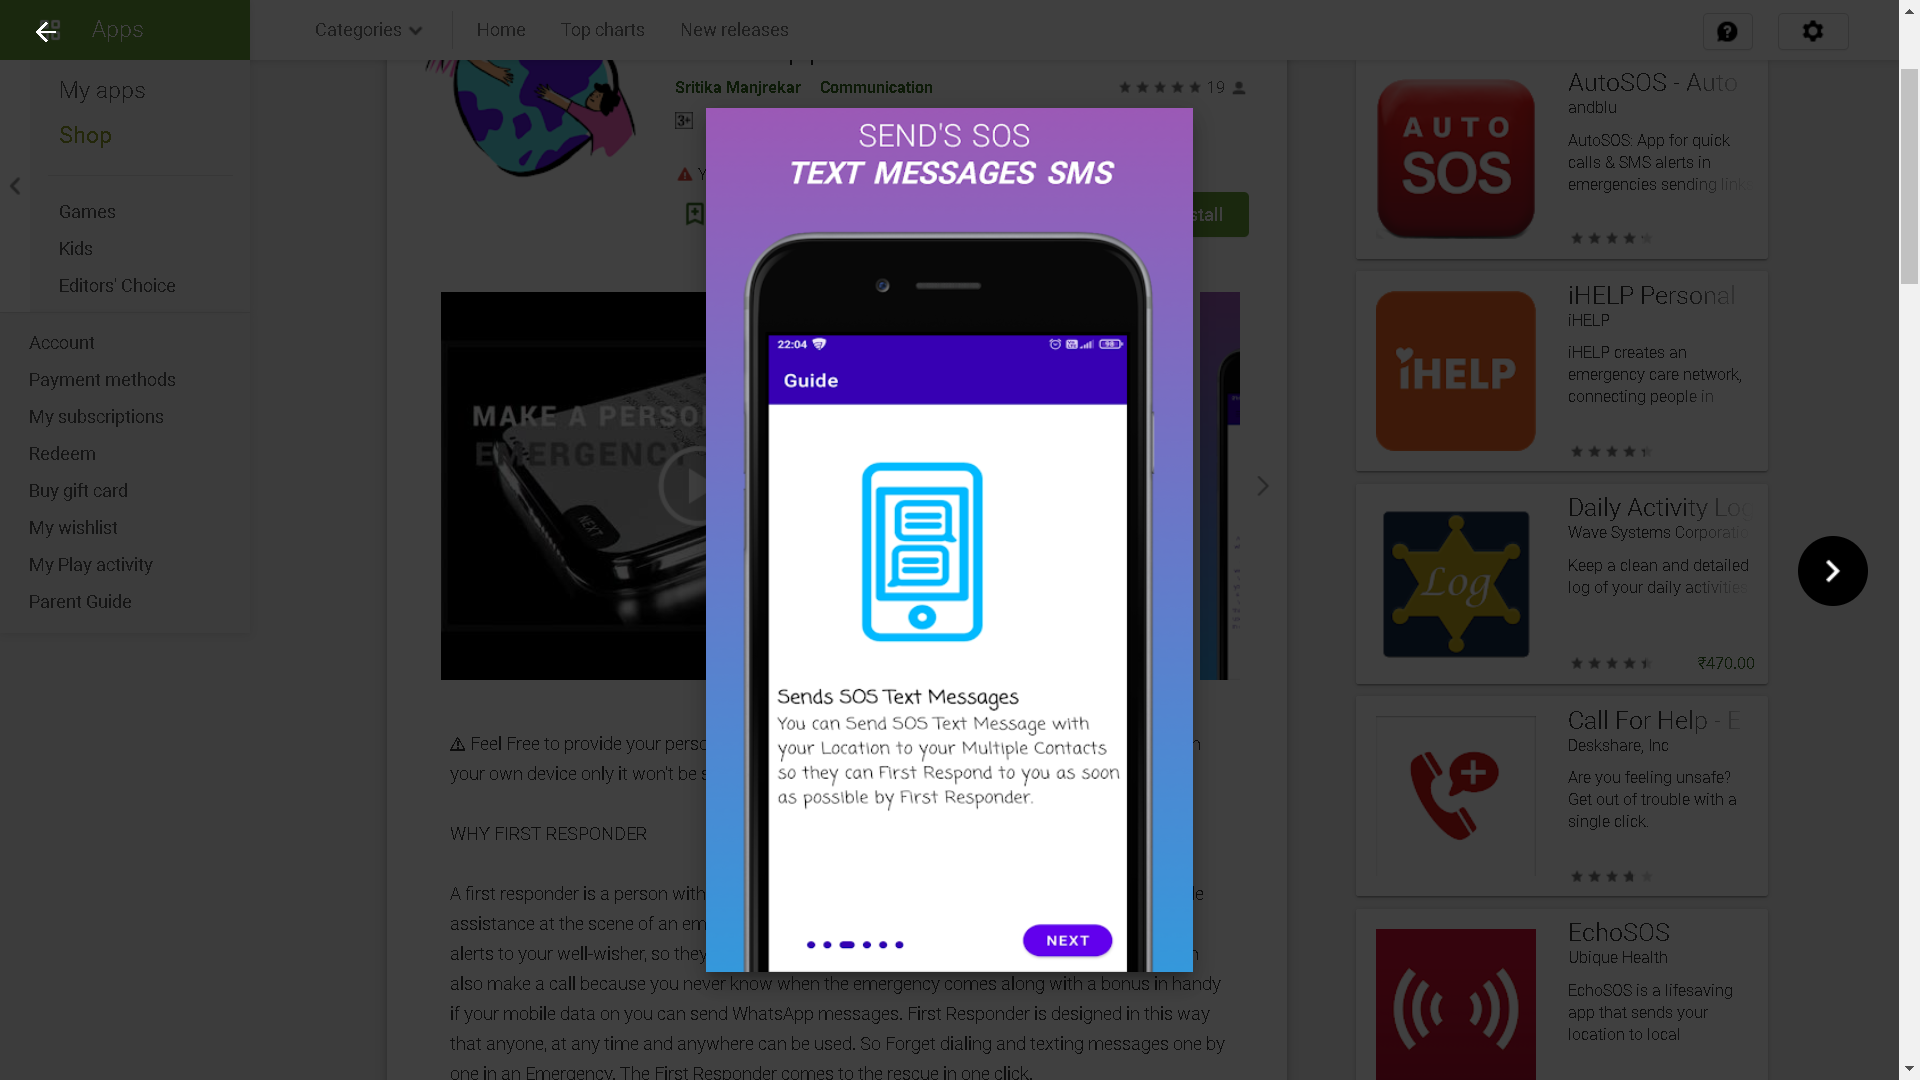 Apps
Categories
Home
Top charts
New releases
My apps
Shop
Games
Kids
Editors' Choice
Account
Payment methods
My subscriptions
Redeem
Buy gift card
My wishlist
My Play activity
Parent Guide
Sritika Manjrekar
Communication
19
3+
MAKE A
EMERGENCY
NEXT
SEND'S SOS
TEXT MESSAGES SMS
22:04
98
Guide
Sends SOS Text Messages
You can Send SOS Text Message with
your Location to your Multiple Contacts
so they can First Respond to you as soon
as possible by First Responder.
NEXT
⚠ Feel Free to provide your
your own device only it won't be
WHY FIRST RESPONDER
A first responder is a person with
assistance at the scene of an
alerts to your well-wisher, so they
also make a call because you never know when the emergency comes along with a bonus in handy
if your mobile data on you can send WhatsApp messages. First Responder is designed in this way
that anyone, at any time and anywhere can be used. So Forget dialing and texting messages one by
one in an Emergency. The First Responder comes to the rescue in one click.
AUTO
SOS
AutoSOS - Auto
andblu
AutoSOS: App for quick
calls & SMS alerts in
emergencies sending link
iHELP
iHELP Personal
iHELP
iHELP creates an
emergency care network,
connecting people in
Log
Daily Activity Log
Wave Systems Corporatio
Keep a clean and detailed
log of your daily activities
₹470.00
Call For Help - E
Deskshare, Inc
Are you feeling unsafe?
Get out of trouble with a
single click.
EchoSOS
Ubique Health
EchoSOS is a lifesaving
app that sends your
location to local